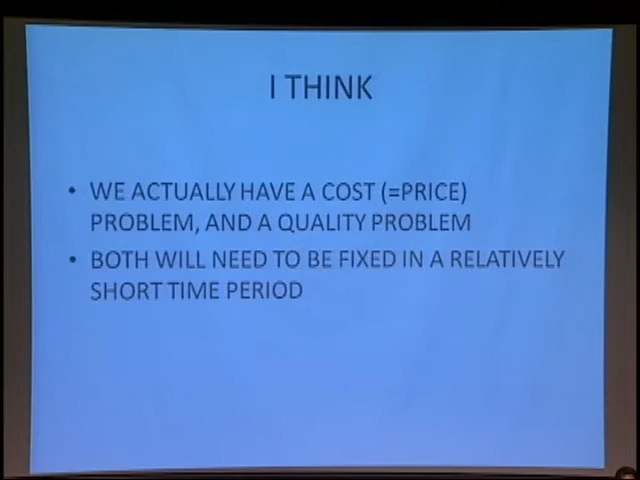 I THINK
• WE ACTUALLY HAVE A COST (=PRICE)
PROBLEM, AND A QUALITY PROBLEM
• BOTH WILL NEED TO BE FIXED IN A RELATIVELY
SHORT TIME PERIOD